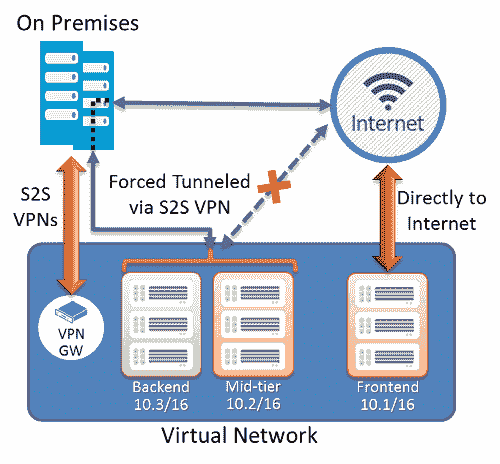 On Premises
Internet
Forced Tunneled
via S2S VPN
S2S
VPNs
Directly to
Internet
VPN
GW
Backend
10.3/16
Mid-tier
10.2/16
Frontend
10.1/16
Virtual Network